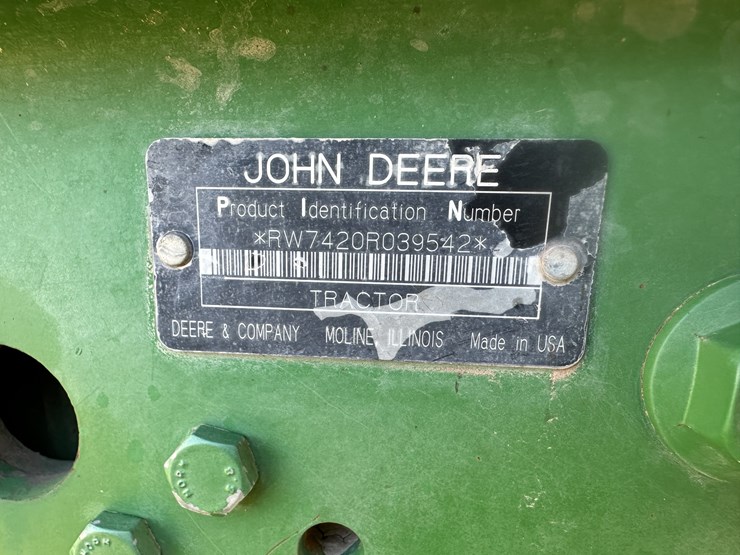 JOHN DEERE
Product Identification Number
*RW7420R039542*
TRACTOR
DEERE & COMPANY MOLINE, ILLINOIS Made in USA